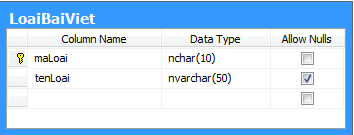 LoaiBaiViet
Column Name Data Type Allow Nulls
maLoai nchar(10)
tenLoai nvarchar(50)